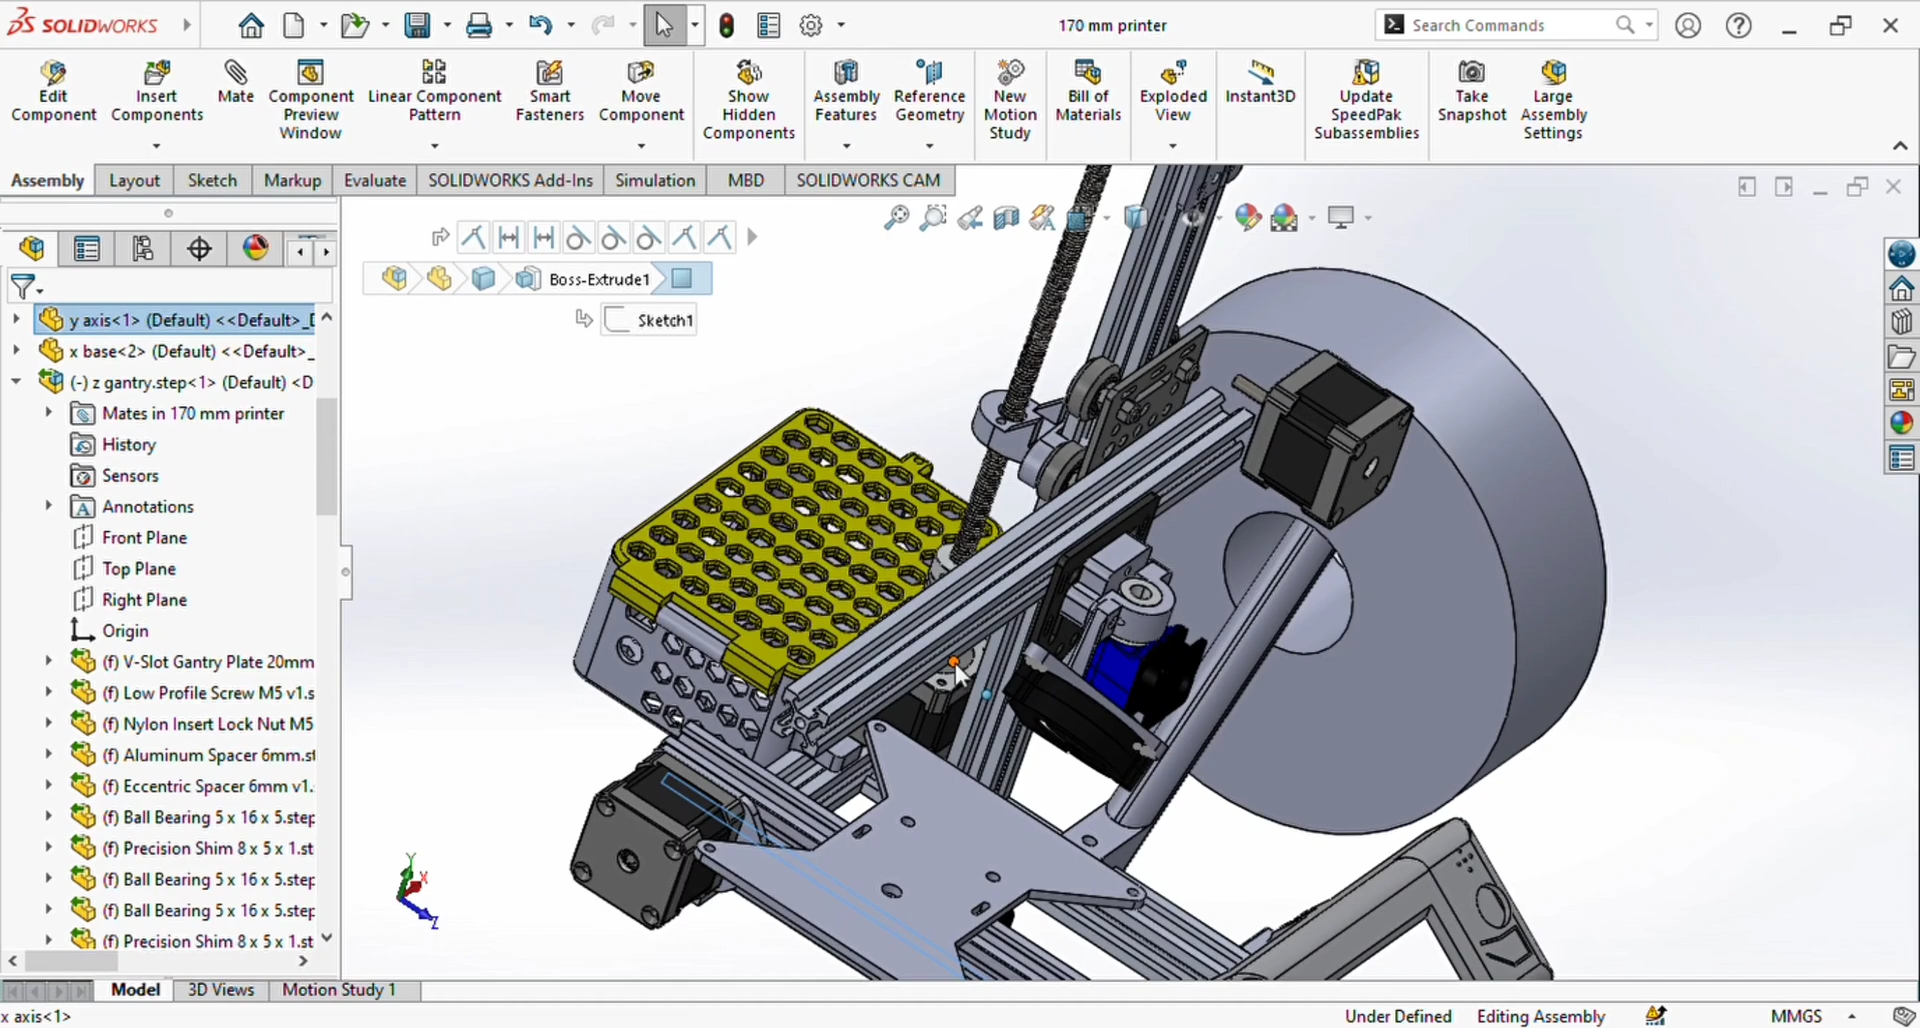 SOLIDWORKS
170 mm printer
Search Commands
Edit Component
Insert Components
Mate
Component Preview Window
Linear Component Pattern
Smart Fasteners
Move Component
Show Hidden Components
Assembly Features
Reference Geometry
New Motion Study
Bill of Materials
Exploded View
Instant3D
Update SpeedPak Subassemblies
Take Snapshot
Large Assembly Settings
Assembly
Layout
Sketch
Markup
Evaluate
SOLIDWORKS Add-Ins
Simulation
MBD
SOLIDWORKS CAM
Boss-Extrude1
Sketch1
y axis<1> (Default) <<Default>_D
x base<2> (Default) <<Default>_
(-) z gantry.step<1> (Default) <D
Mates in 170 mm printer
History
Sensors
Annotations
Front Plane
Top Plane
Right Plane
Origin
(f) V-Slot Gantry Plate 20mm
(f) Low Profile Screw M5 v1.s
(f) Nylon Insert Lock Nut M5
(f) Aluminum Spacer 6mm.st
(f) Eccentric Spacer 6mm v1.
(f) Ball Bearing 5 x 16 x 5.step
(f) Precision Shim 8 x 5 x 1.st
(f) Ball Bearing 5 x 16 x 5.step
(f) Ball Bearing 5 x 16 x 5.step
(f) Precision Shim 8 x 5 x 1.st
Y
X
Z
Model
3D Views
Motion Study 1
x axis<1>
Under Defined
Editing Assembly
MMGS